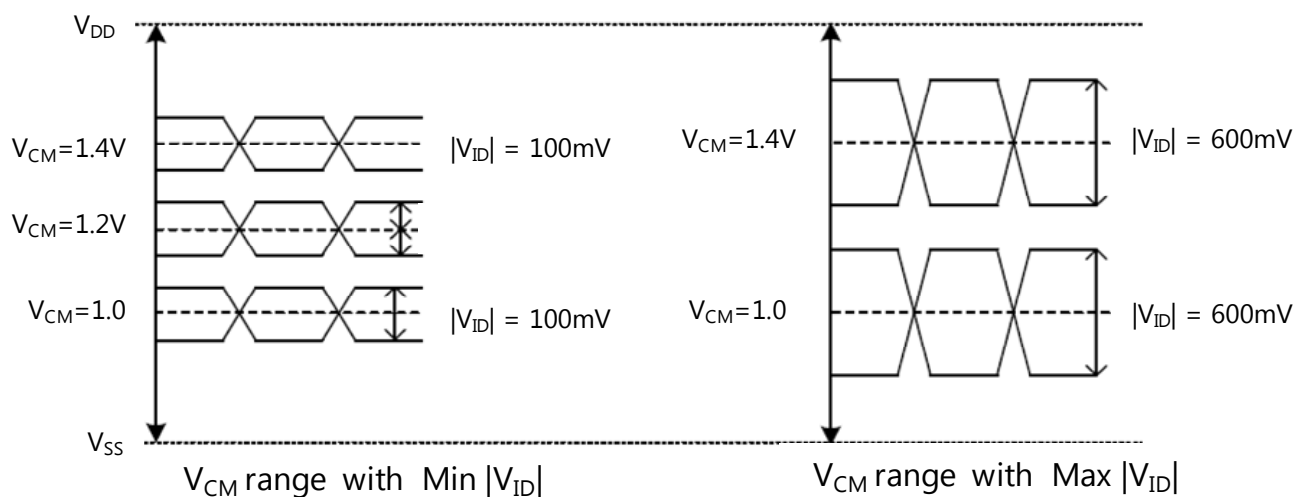 V_DD
V_CM=1.4V
|V_ID| = 100mV
V_CM=1.2V
V_CM=1.0
|V_ID| = 100mV
V_SS
V_CM range with Min |V_ID|
V_CM=1.4V
|V_ID| = 600mV
V_CM=1.0
|V_ID| = 600mV
V_CM range with Max |V_ID|